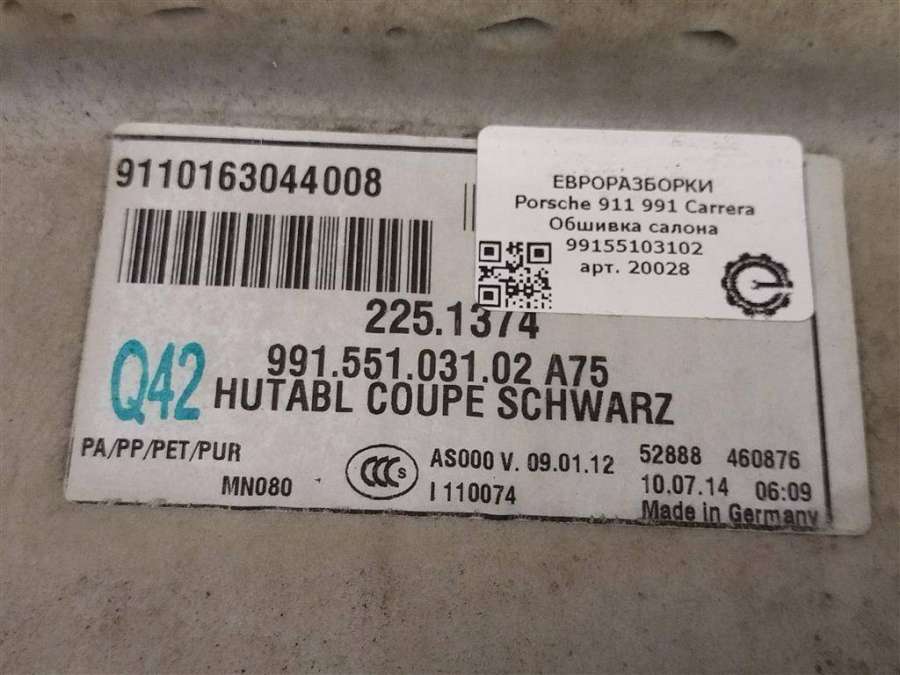 9110163044008
ЕВРОРАЗБОРКИ
Porsche 911 991 Carrera
Обшивка салона
99155103102
арт. 20028
225.1374
991.551.031.02 A75
Q42 HUTABL COUPE SCHWARZ
PA/PP/PET/PUR
MN080
CCC S
AS000 V. 09.01.12
I 110074
52888 460876
10.07.14 06:09
Made in Germany